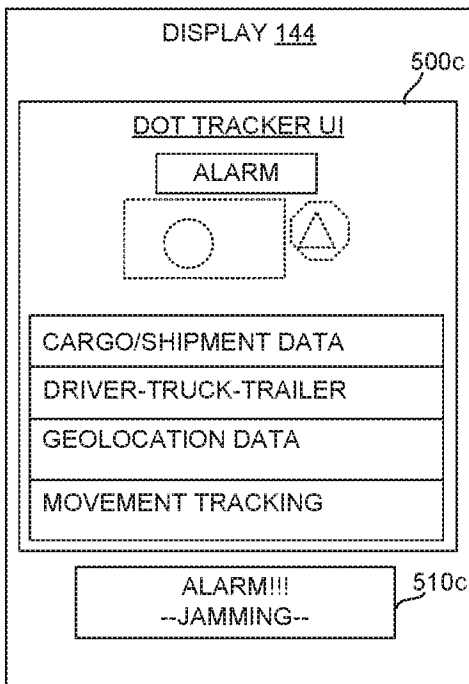 DISPLAY 144
500c
DOT TRACKER UI
ALARM
CARGO/SHIPMENT DATA
DRIVER-TRUCK-TRAILER
GEOLOCATION DATA
MOVEMENT TRACKING
ALARM!!!
--JAMMING--
510c